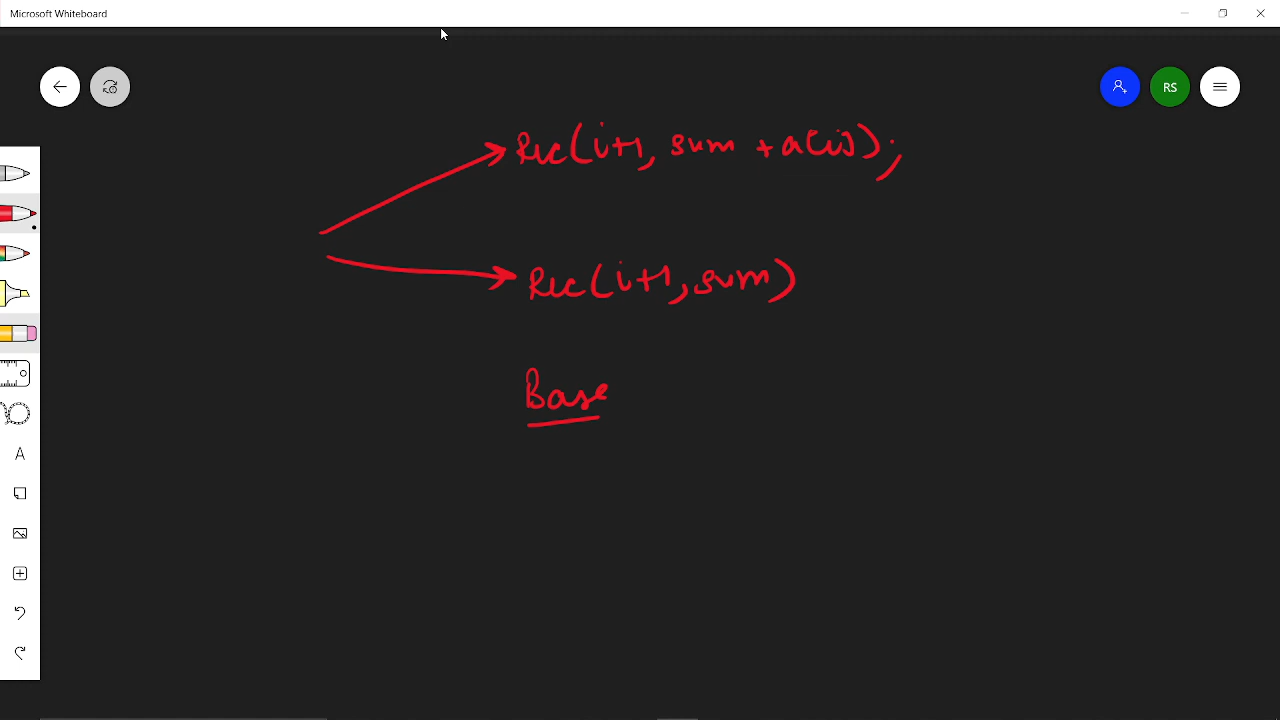 Microsoft Whiteboard
RS
Rec(i+1, sum + a[i]);
Rec(i+1, sum)
Base
A